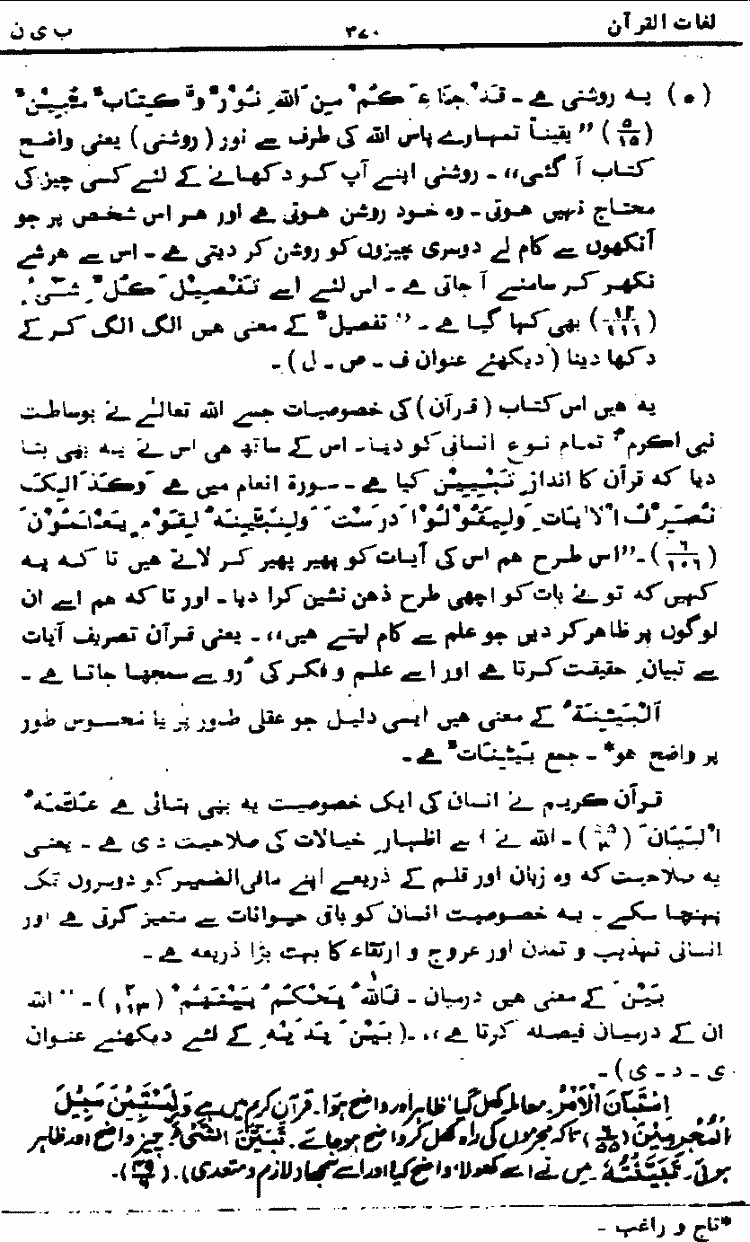 لغات القرآن ۳۷۰ ب ی ن
(۵) یہ روشنی ہے۔ قَدْ جَاءَ کُمْ مِنَ اللّٰہِ نُوْرٌ وَّ کِتَابٌ مُّبِیْنٌ
(۵/۱۵) ''یقیناً تمہارے پاس اللہ کی طرف سے نور (روشنی) یعنی واضح
کتاب آ گئی،،۔ روشنی اپنے آپ کو دکھانے کے لئے کسی چیز کی
محتاج نہیں ہوتی۔ وہ خود روشن ہوتی ہے اور ہر اس شخص پر جو
آنکھوں سے کام لے دوسری چیزوں کو روشن کر دیتی ہے۔ اس سے ہر شے
نکھر کر سامنے آ جاتی ہے۔ اس لئے اسے تَفْصِیْلَ کُلِّ شَیْءٍ
(۱۲/۱۱۱) بھی کہا گیا ہے۔ ''تفصیل'' کے معنی ہیں الگ الگ کر کے
دکھا دینا (دیکھئے عنوان ف ۔ ص ۔ ل)۔
یہ ہیں اس کتاب (قرآن) کی خصوصیات جسے اللہ تعالیٰ نے بوساطت
نبی اکرمؐ تمام نوع انسانی کو دیا۔ اس کے ساتھ ہی اس نے یہ بھی بتا
دیا کہ قرآن کا انداز تَبْیِیْن کیا ہے۔ سورۃ انعام میں ہے وَکَذٰلِکَ
نُصَرِّفُ الْاٰیَاتِ وَلِیَقُوْلُوْا دَرَسْتَ وَلِنُبَیِّنَہٗ لِقَوْمٍ یَّعْلَمُوْنَ
(۶/۱۰۶)۔ ''اس طرح ہم اس کی آیات کو پھیر پھیر کر لاتے ہیں تا کہ یہ
کہیں کہ تو نے بات کو اچھی طرح ذہن نشین کرا دیا۔ اور تا کہ ہم اسے ان
لوگوں پر ظاہر کر دیں جو علم سے کام لیتے ہیں،،۔ یعنی قرآن تصریف آیات
سے تبیانِ حقیقت کرتا ہے اور اسے علم و فکر کی رُو سے سمجھا جاتا ہے۔
اَلْبَیِّنَۃُ کے معنی ہیں ایسی دلیل جو عقلی طور پر یا محسوس طور
پر واضح ہو*۔ جمع بَیِّنَاتٌ ہے۔
قرآن کریم نے انسان کی ایک خصوصیت یہ بھی بتائی ہے عَلَّمَہُ
الْبَیَانَ (۵۵/۴)۔ اللہ نے اسے اظہارِ خیالات کی صلاحیت دی ہے۔ یعنی
یہ صلاحیت کہ وہ زبان اور قلم کے ذریعے اپنے مافی الضمیر کو دوسروں تک
پہنچا سکے۔ یہ خصوصیت انسان کو باقی حیوانات سے متمیز کرتی ہے اور
انسانی تہذیب و تمدن اور عروج و ارتقاء کا بہت بڑا ذریعہ ہے۔
بَیْنَ کے معنی ہیں درمیان۔ فَاللّٰہُ یَحْکُمُ بَیْنَھُمْ (۲/۱۱۳)۔ ''اللہ
ان کے درمیان فیصلہ کرتا ہے،،۔ (بَیْنَ یَدَیْہِ کے لئے دیکھئے عنوان
ی ۔ د ۔ ی)۔
اِسْتَبَانَ الْاَمْرُ۔ معاملہ کھل گیا، ظاہر اور واضح ہوا۔ قرآن کریم میں ہے وَلِتَسْتَبِیْنَ سَبِیْلُ
الْمُجْرِمِیْنَ (۶/۵۵) تا کہ مجرموں کی راہ کھل کر واضح ہو جائے۔ تَبَیَّنَ الشَّیْءُ چیز واضح اور ظاہر
ہوئی۔ تَبَیَّنْتُہٗ میں نے اسے کھولا، واضح کیا اور اسے سمجھا (لازم و متعدی)۔ (۴۹/۶)۔
*تاج و راغب۔